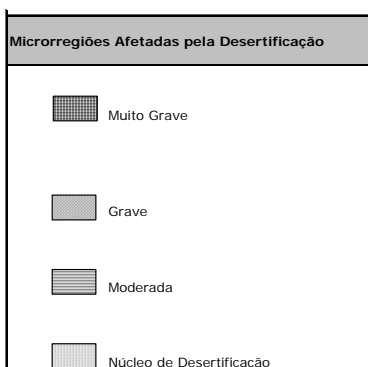 Microrregiões Afetadas pela Desertificação
Muito Grave
Grave
Moderada
Núcleo de Desertificação